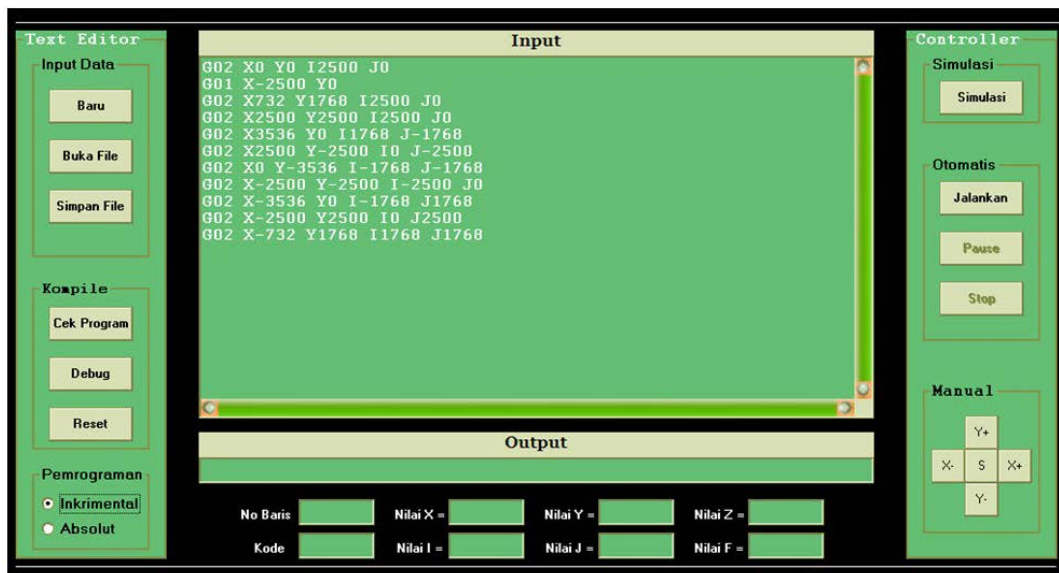 Text Editor
Input Data
Baru
Buka File
Simpan File
Kompile
Cek Program
Debug
Reset
Pemrograman
Inkrimental
Absolut
Input
G02 X0 Y0 I2500 J0
G01 X-2500 Y0
G02 X732 Y1768 I2500 J0
G02 X2500 Y2500 I2500 J0
G02 X3536 Y0 I1768 J-1768
G02 X2500 Y-2500 I0 J-2500
G02 X0 Y-3536 I-1768 J-1768
G02 X-2500 Y-2500 I-2500 J0
G02 X-3536 Y0 I-1768 J1768
G02 X-2500 Y2500 I0 J2500
G02 X-732 Y1768 I1768 J1768
Output
No Baris
Nilai X =
Nilai Y =
Nilai Z =
Kode
Nilai I =
Nilai J =
Nilai F =
Controller
Simulasi
Simulasi
Otomatis
Jalankan
Pause
Stop
Manual
Y+
X- S X+
Y-